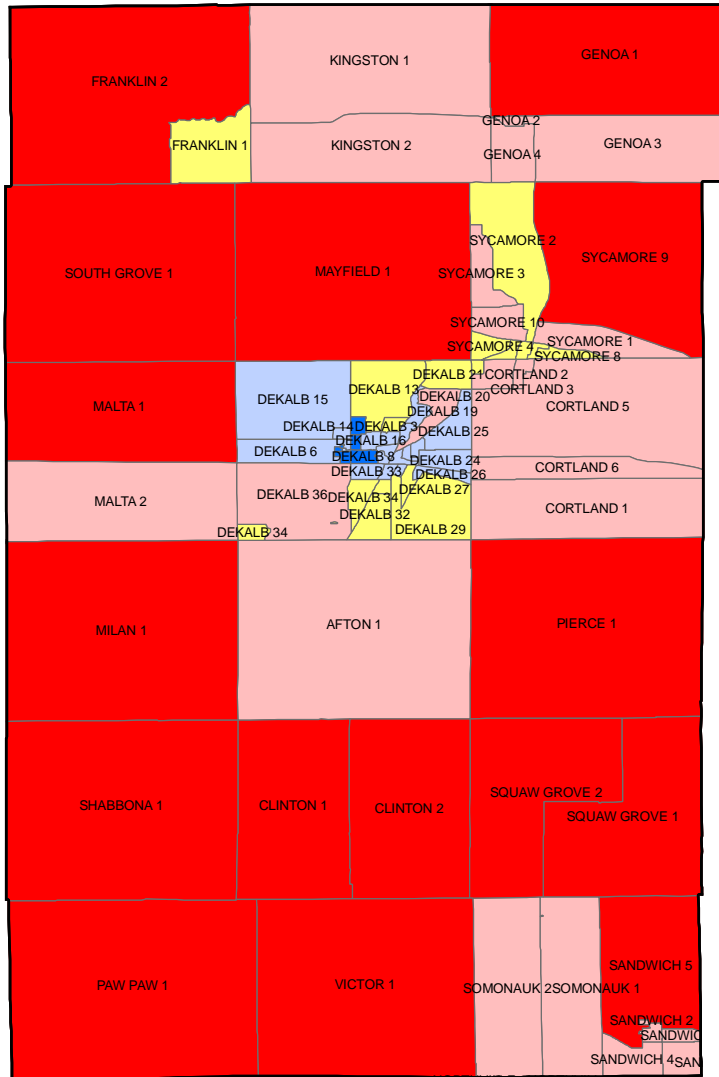 KINGSTON 1
GENOA 1
FRANKLIN 2
GENOA 2
FRANKLIN 1
KINGSTON 2
GENOA 4
GENOA 3
SYCAMORE 2
SYCAMORE 9
SOUTH GROVE 1
MAYFIELD 1
SYCAMORE 3
SYCAMORE 10
SYCAMORE 1
SYCAMORE 4
SYCAMORE 8
DEKALB 21
CORTLAND 2
DEKALB 13
CORTLAND 3
DEKALB 15
DEKALB 20
MALTA 1
CORTLAND 5
DEKALB 19
DEKALB 14
DEKALB 3
DEKALB 25
DEKALB 16
DEKALB 6
DEKALB 8
DEKALB 24
CORTLAND 6
DEKALB 33
DEKALB 26
DEKALB 27
MALTA 2
DEKALB 36
DEKALB 34
CORTLAND 1
DEKALB 32
DEKALB 34
DEKALB 29
AFTON 1
MILAN 1
PIERCE 1
SHABBONA 1
CLINTON 1
CLINTON 2
SQUAW GROVE 2
SQUAW GROVE 1
SANDWICH 5
PAW PAW 1
VICTOR 1
SOMONAUK 2
SOMONAUK 1
SANDWICH 2
SANDWIC
SANDWICH 4
SAN